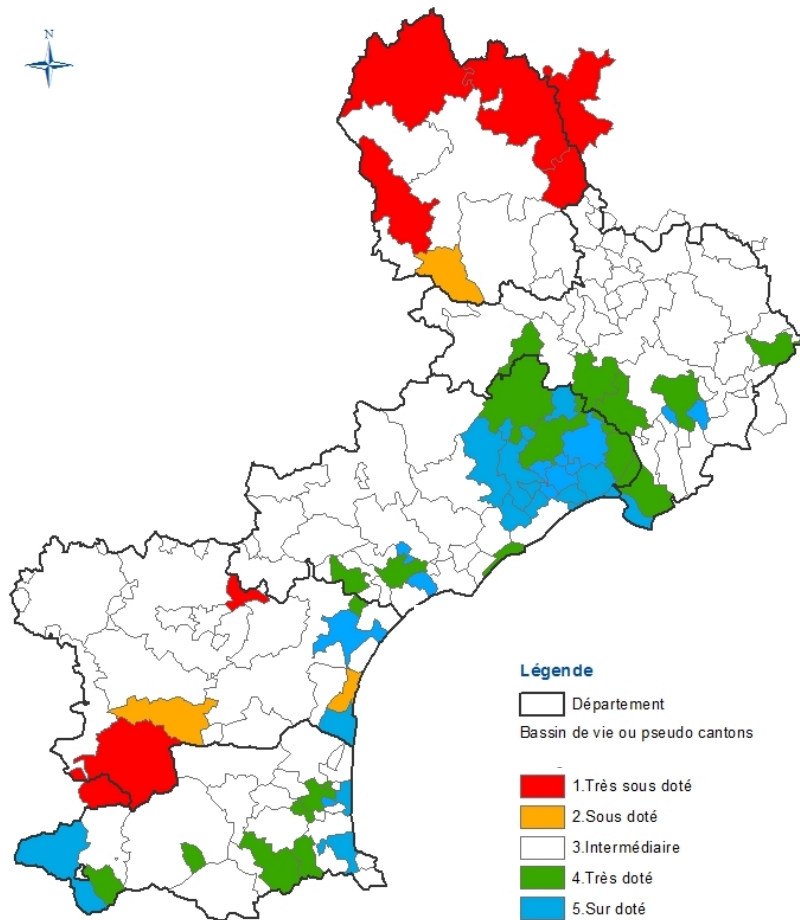 N
Légende
Département
Bassin de vie ou pseudo cantons
1.Très sous doté
2.Sous doté
3.Intermédiaire
4.Très doté
5.Sur doté